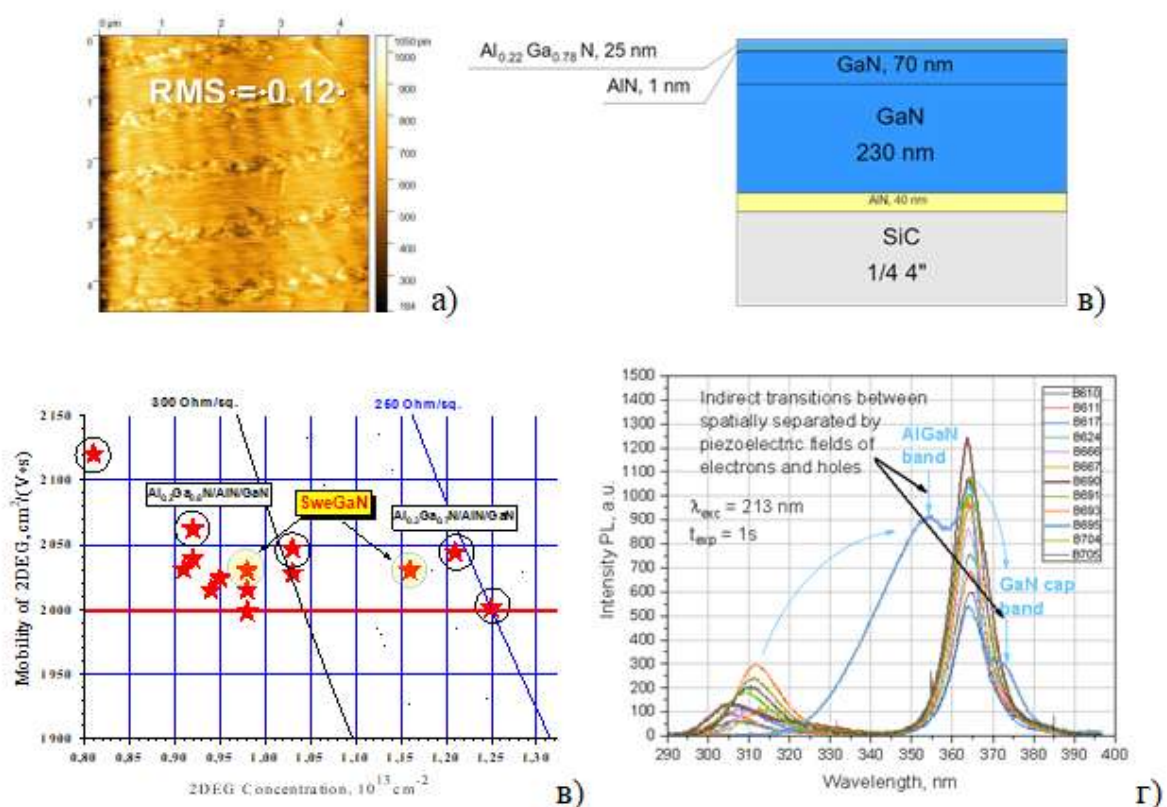 0 µm 1 2 3 4
0
1
2
3
4
RMS = 0.12
1050 pm
1000
900
800
700
600
500
400
300
а)
Al0.22 Ga0.78 N, 25 nm
AlN, 1 nm
GaN, 70 nm
GaN
230 nm
AlN, 40 nm
SiC
1/4 4"
в)
300 Ohm/sq.
250 Ohm/sq.
Mobility of 2DEG, cm²/(V*s)
2150
2100
2050
2000
1950
1900
Al0.2Ga0.8N/AlN/GaN
SweGaN
Al0.3Ga0.7N/AlN/GaN
0,80 0,85 0,90 0,95 1,00 1,05 1,10 1,15 1,20 1,25 1,30
2DEG Concentration, 10¹³ cm⁻²
в)
Intensity PL, a.u.
1500
1400
1300
1200
1100
1000
900
800
700
600
500
400
300
200
100
0
Indirect transitions between
spatially separated by
piezoelectric fields of
electrons and holes
AlGaN
band
λexc = 213 nm
texp = 1s
GaN cap
band
B610
B611
B617
B624
B666
B667
B690
B691
B693
B695
B704
B705
290 300 310 320 330 340 350 360 370 380 390 400
Wavelength, nm
г)